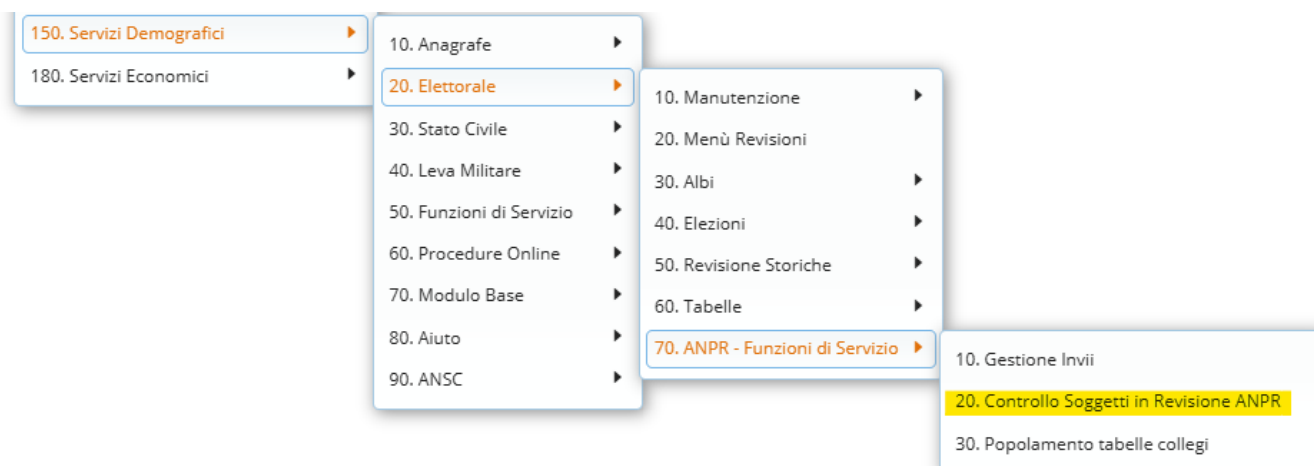 150. Servizi Demografici
180. Servizi Economici
10. Anagrafe
20. Elettorale
30. Stato Civile
40. Leva Militare
50. Funzioni di Servizio
60. Procedure Online
70. Modulo Base
80. Aiuto
90. ANSC
10. Manutenzione
20. Menù Revisioni
30. Albi
40. Elezioni
50. Revisione Storiche
60. Tabelle
70. ANPR - Funzioni di Servizio
10. Gestione Invii
20. Controllo Soggetti in Revisione ANPR
30. Popolamento tabelle collegi